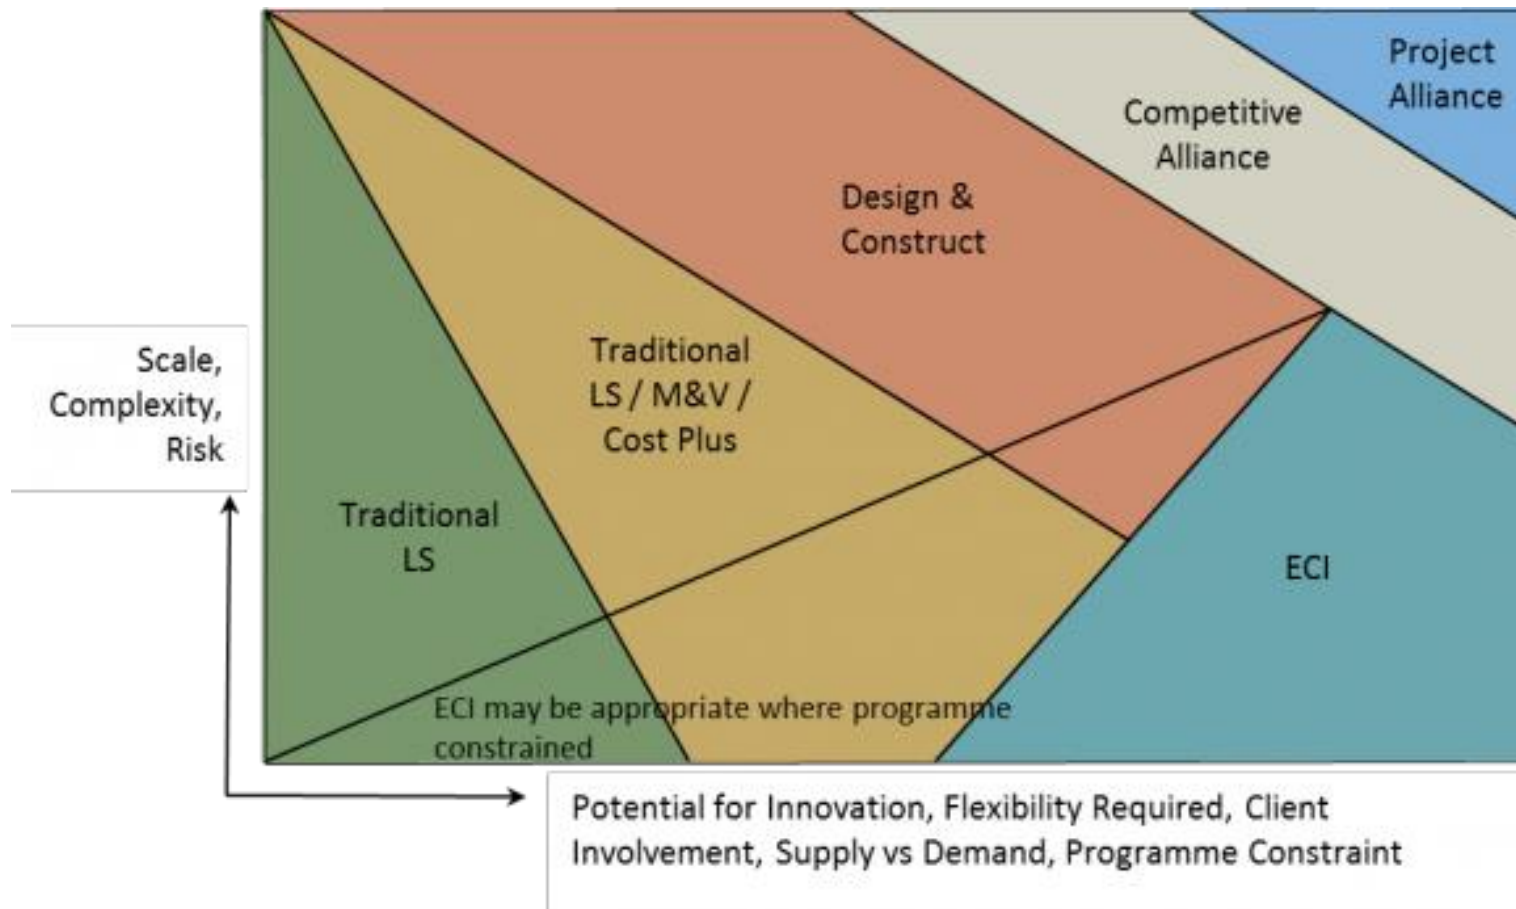 Project
Alliance
Competitive
Alliance
Design &
Construct
Traditional
LS / M&V /
Cost Plus
Scale,
Complexity,
Risk
Traditional
LS
ECI
ECI may be appropriate where programme
constrained
Potential for Innovation, Flexibility Required, Client
Involvement, Supply vs Demand, Programme Constraint